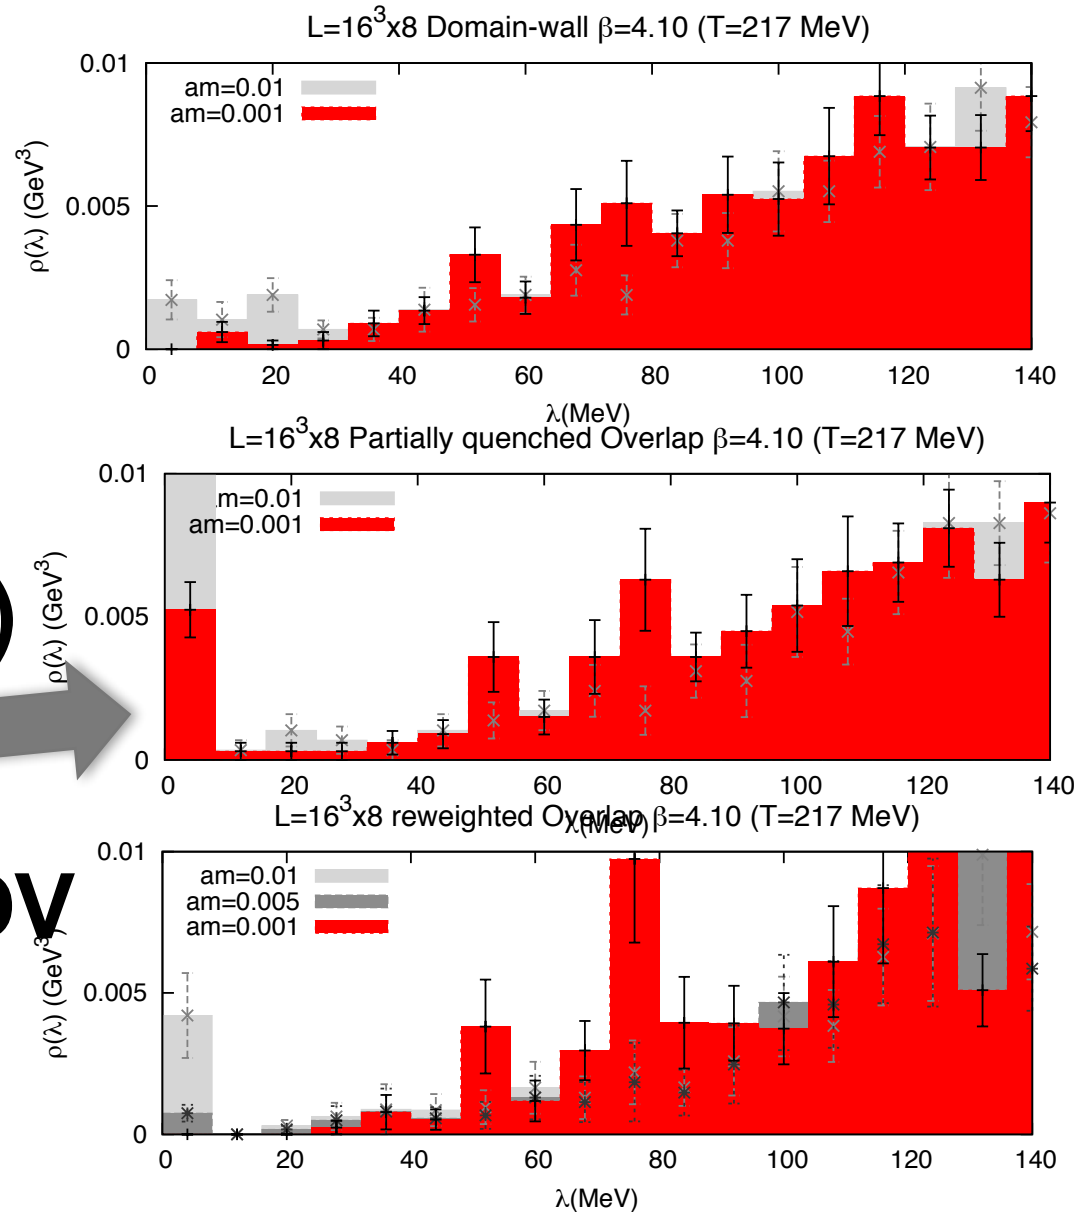 L=16³x8 Domain-wall β=4.10 (T=217 MeV)
am=0.01
am=0.001
0.01
0.005
0
ρ(λ) (GeV³)
0 20 40 60 80 100 120 140
λ(MeV)
L=16³x8 Partially quenched Overlap β=4.10 (T=217 MeV)
.m=0.01
am=0.001
0.01
0.005
0
)
ρ(λ) (GeV³)
0 20 40 60 80 100 120 140
λ(MeV)
L=16³x8 reweighted Overlap β=4.10 (T=217 MeV)
am=0.01
am=0.005
am=0.001
0.01
0.005
0
ov
ρ(λ) (GeV³)
0 20 40 60 80 100 120 140
λ(MeV)